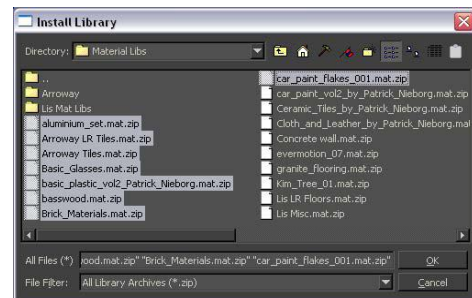 Install Library
Directory: Material Libs
..
Arroway
Lis Mat Libs
aluminium_set.mat.zip
Arroway LR Tiles.mat.zip
Arroway Tiles.mat.zip
Basic_Glasses.mat.zip
basic_plastic_vol2_Patrick_Nieborg.mat.zip
basswood.mat.zip
Brick_Materials.mat.zip
car_paint_flakes_001.mat.zip
car_paint_vol2_by_Patrick_Nieborg.mat.zip
Ceramic_Tiles_by_Patrick_Nieborg.mat.zip
Cloth_and_Leather_by_Patrick_Nieborg.mat
Concrete wall.mat.zip
evermotion_07.mat.zip
granite_flooring.mat.zip
Kim_Tree_01.mat.zip
Lis LR Floors.mat.zip
Lis Misc.mat.zip
All Files (*) ood.mat.zip" "Brick_Materials.mat.zip" "car_paint_flakes_001.mat.zip" OK
File Filter: All Library Archives (*.zip) Cancel